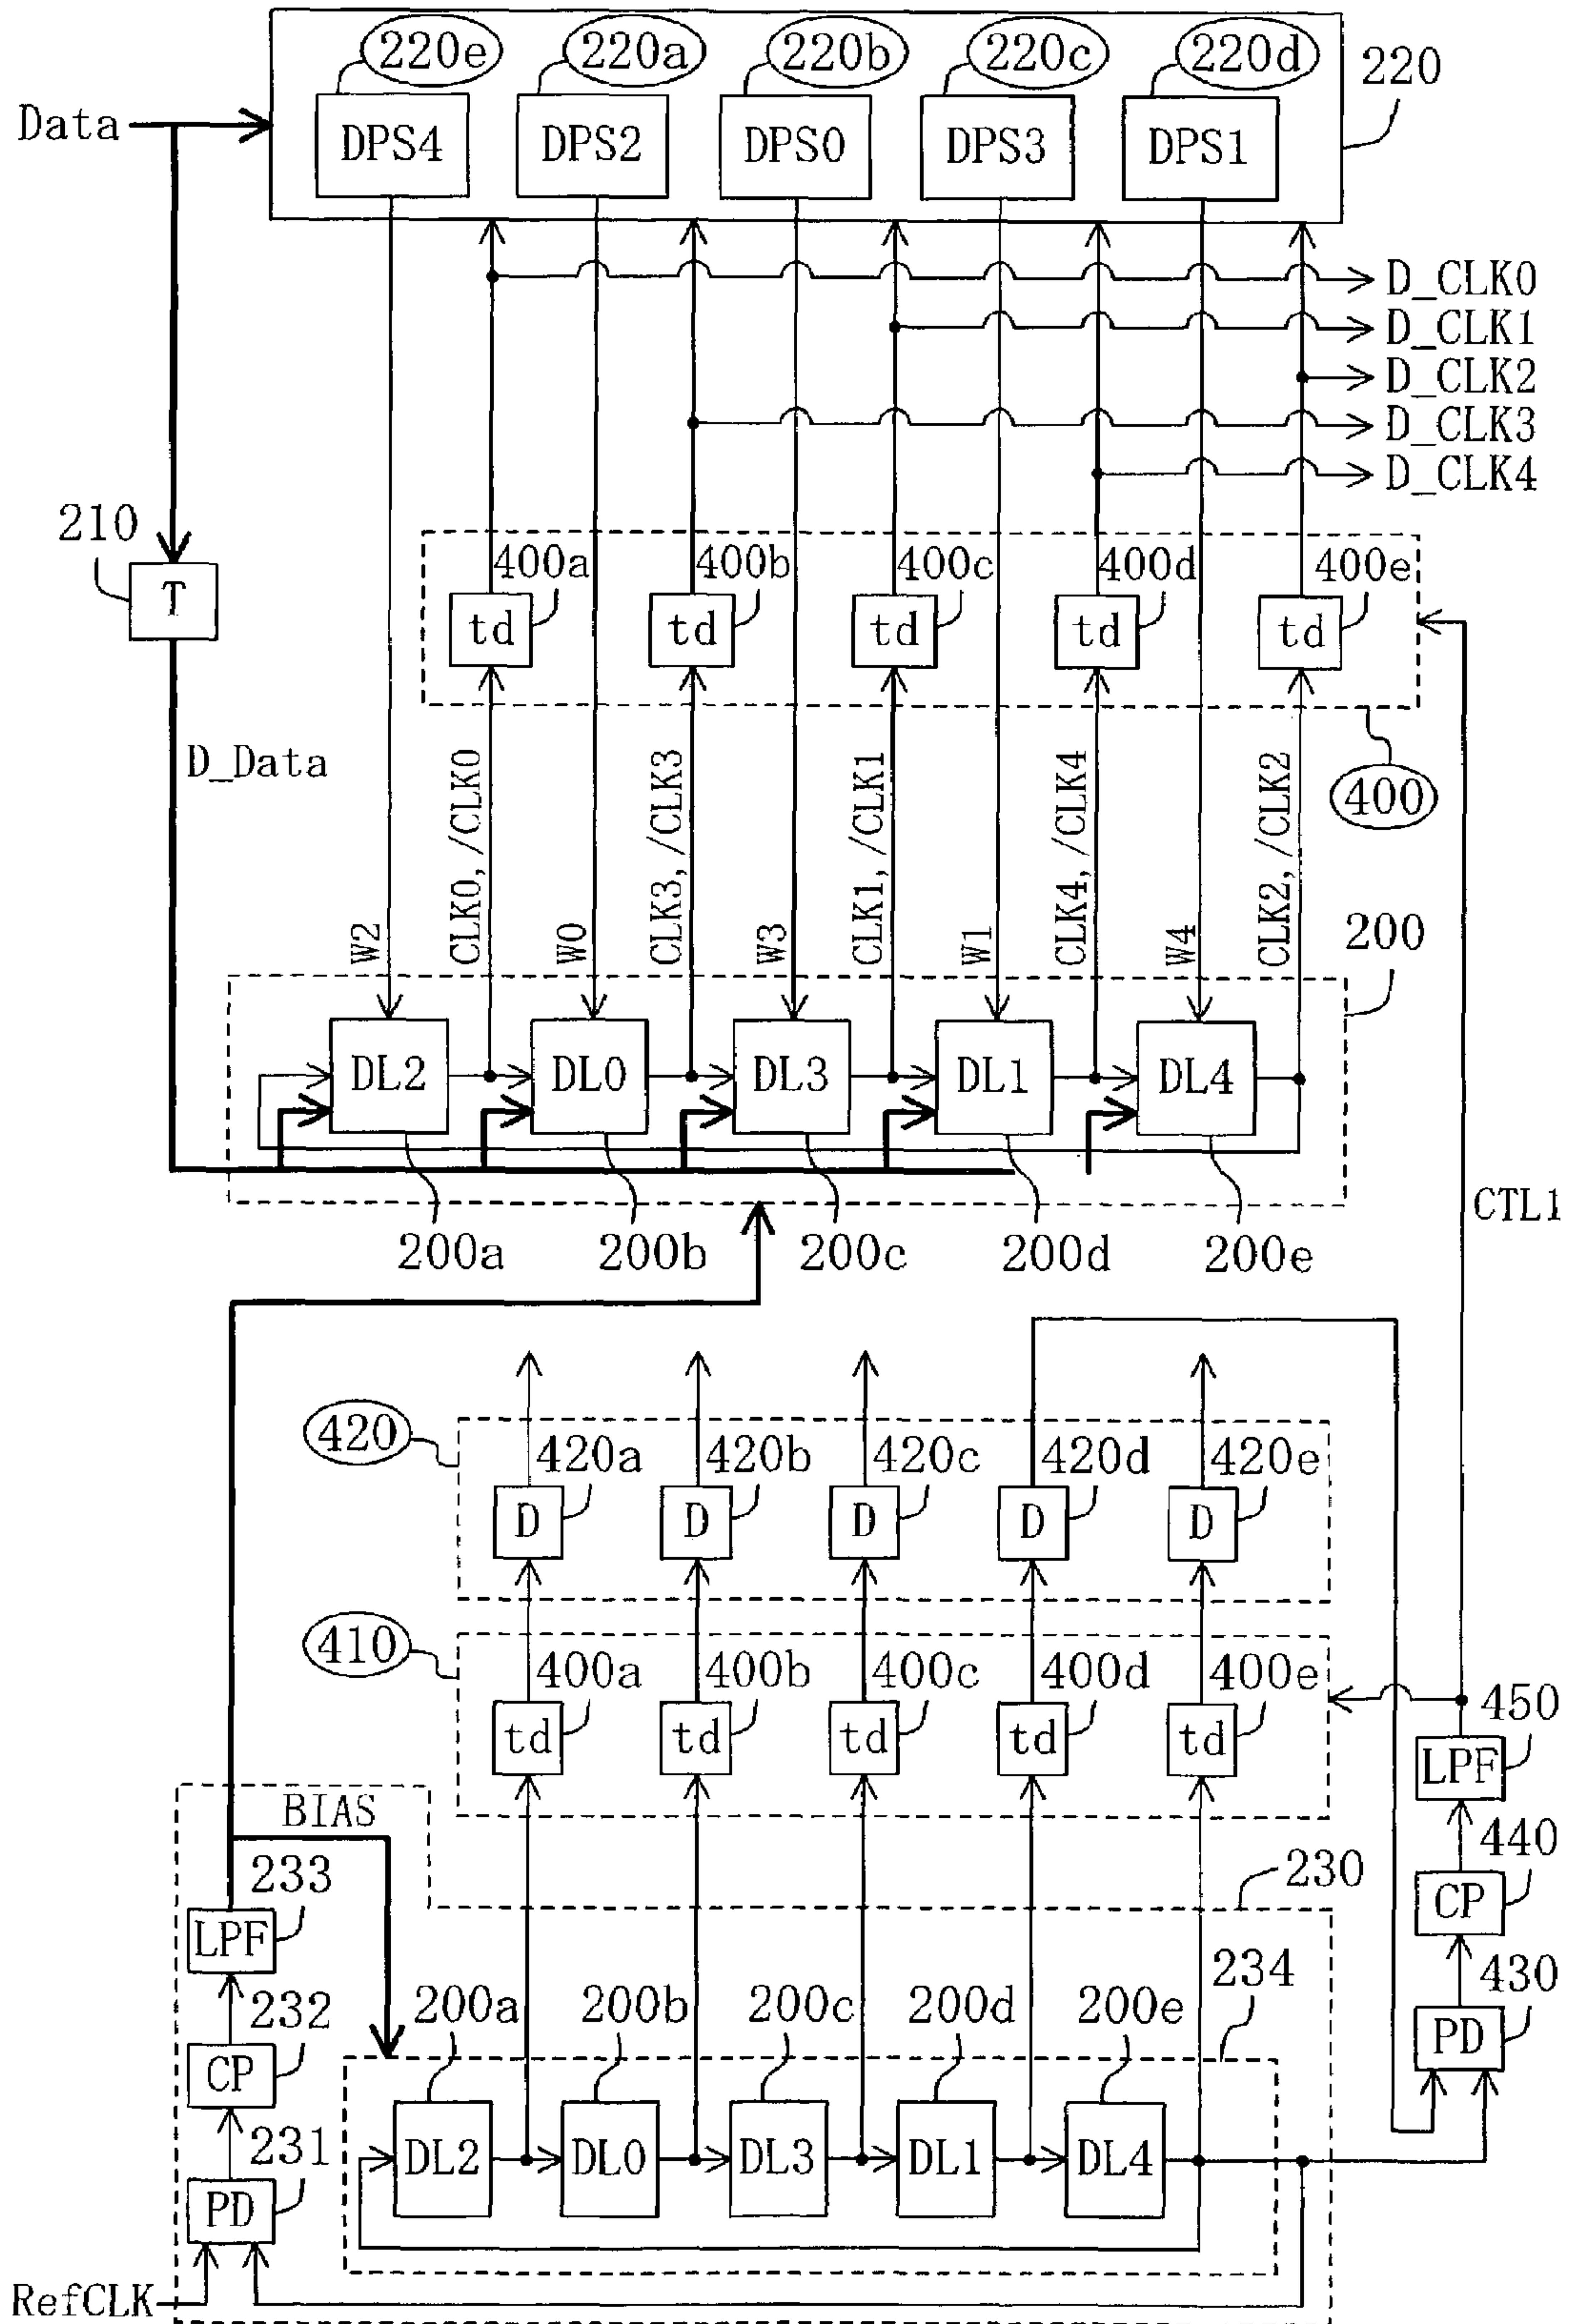 220e 220a 220b 220c 220d 220
Data DPS4 DPS2 DPS0 DPS3 DPS1
D_CLK0
D_CLK1
D_CLK2
D_CLK3
D_CLK4
210 400a 400b 400c 400d 400e
T td td td td td
D_Data 400
W2 CLK0,/CLK0 W0 CLK3,/CLK3 W3 CLK1,/CLK1 W1 CLK4,/CLK4 W4 CLK2,/CLK2 200
DL2 DL0 DL3 DL1 DL4
CTL1
200a 200b 200c 200d 200e
420 420a 420b 420c 420d 420e
D D D D D
410 400a 400b 400c 400d 400e 450
td td td td td LPF
BIAS 440
233 230 CP
LPF 234 430
232 200a 200b 200c 200d 200e PD
CP
231 DL2 DL0 DL3 DL1 DL4
PD
RefCLK